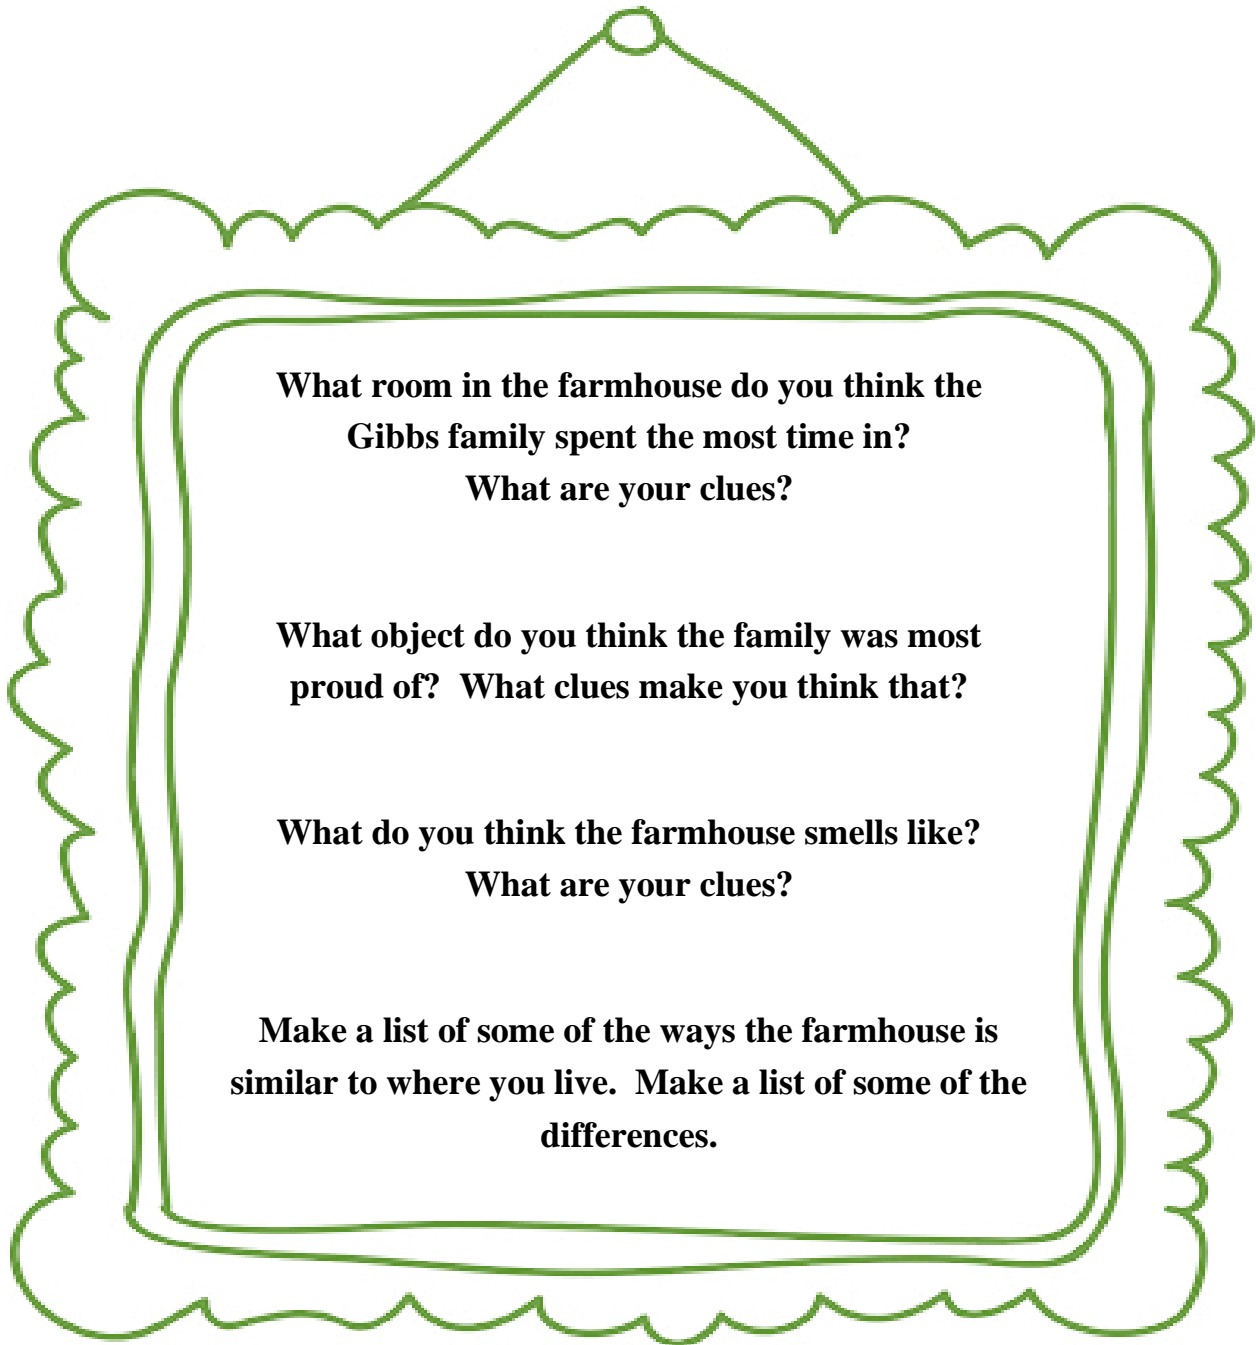 What room in the farmhouse do you think the
Gibbs family spent the most time in?
What are your clues?
What object do you think the family was most
proud of?  What clues make you think that?
What do you think the farmhouse smells like?
What are your clues?
Make a list of some of the ways the farmhouse is
similar to where you live.  Make a list of some of the
differences.